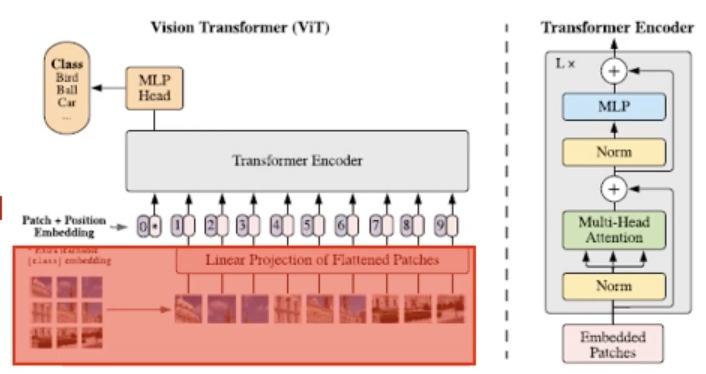 Vision Transformer (ViT)
Class
Bird
Ball
Car
...
MLP
Head
Transformer Encoder
Patch + Position
Embedding
0 * 1 2 3 4 5 6 7 8 9
[class] embedding
Linear Projection of Flattened Patches
Transformer Encoder
L ×
+
MLP
Norm
+
Multi-Head
Attention
Norm
Embedded
Patches